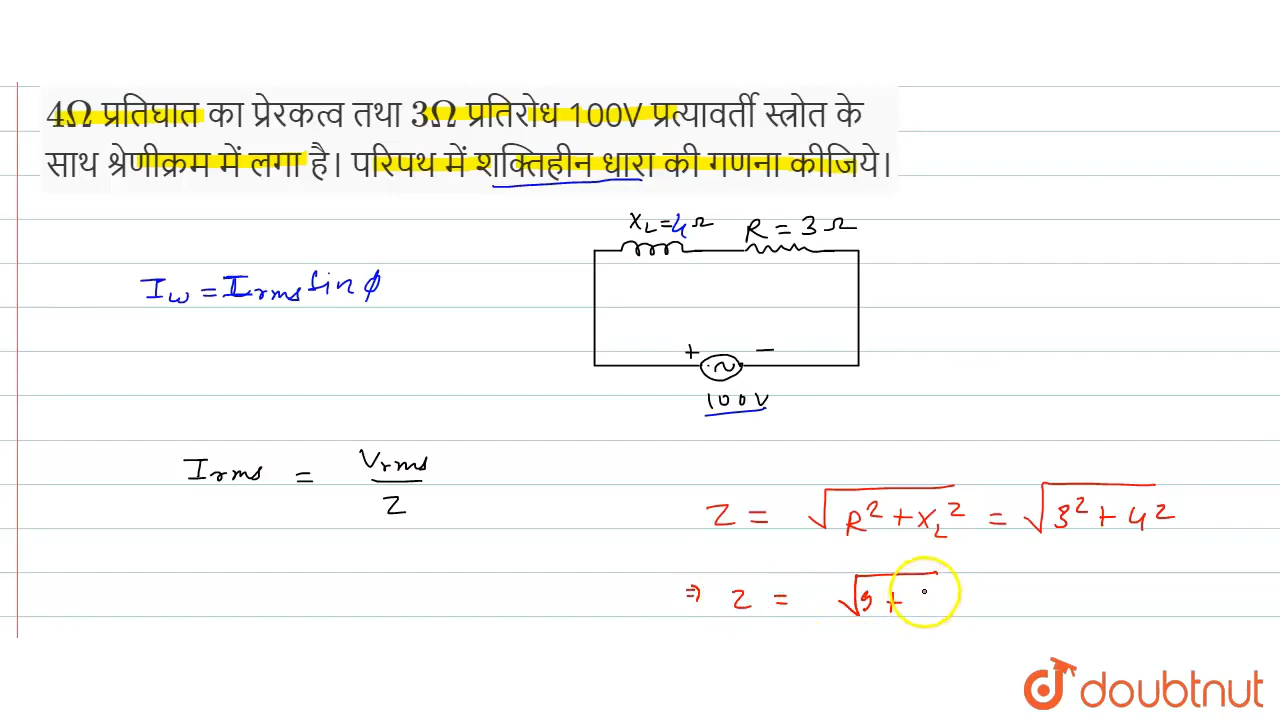 4Ω प्रतिघात का प्रेरकत्व तथा 3Ω प्रतिरोध 100V प्रत्यावर्ती स्त्रोत के
साथ श्रेणीक्रम में लगा है। परिपथ में शक्तिहीन धारा की गणना कीजिये।
X_L=4Ω R=3Ω
I_w=I_rms sin φ
+ ~ −
100V
I_rms = V_rms/Z
Z = √(R²+X_L²) = √(3²+4²)
⇒ Z = √(9+
doubtnut